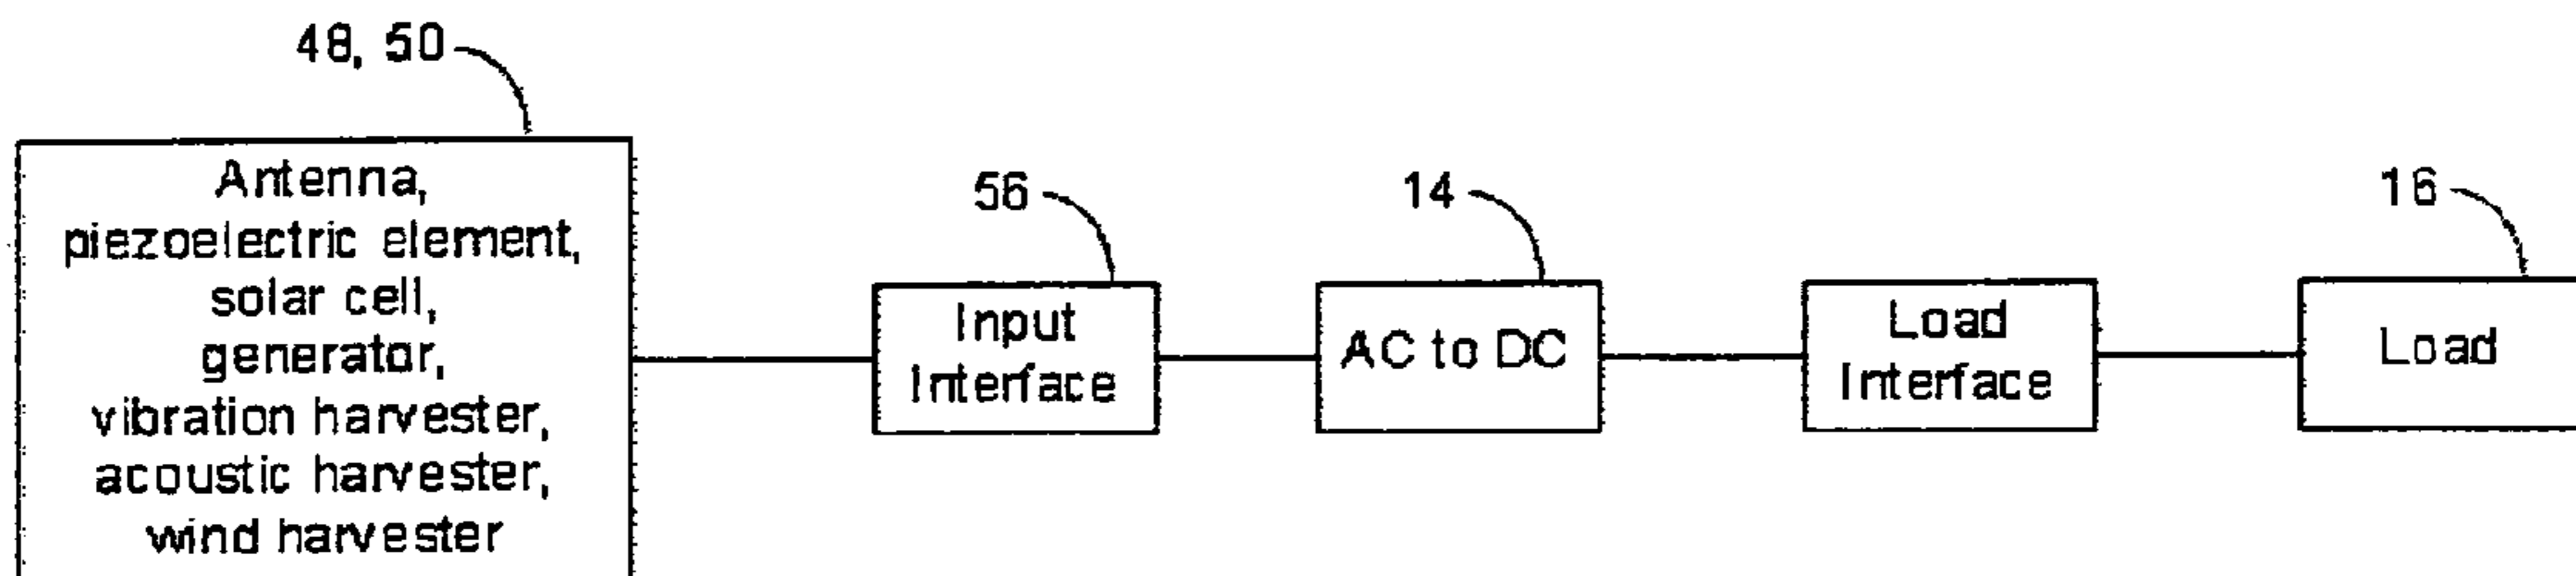 48, 50
Antenna,
piezoelectric element,
solar cell,
generator,
vibration harvester,
acoustic harvester,
wind harvester
56
Input
Interface
14
AC to DC
Load
Interface
16
Load